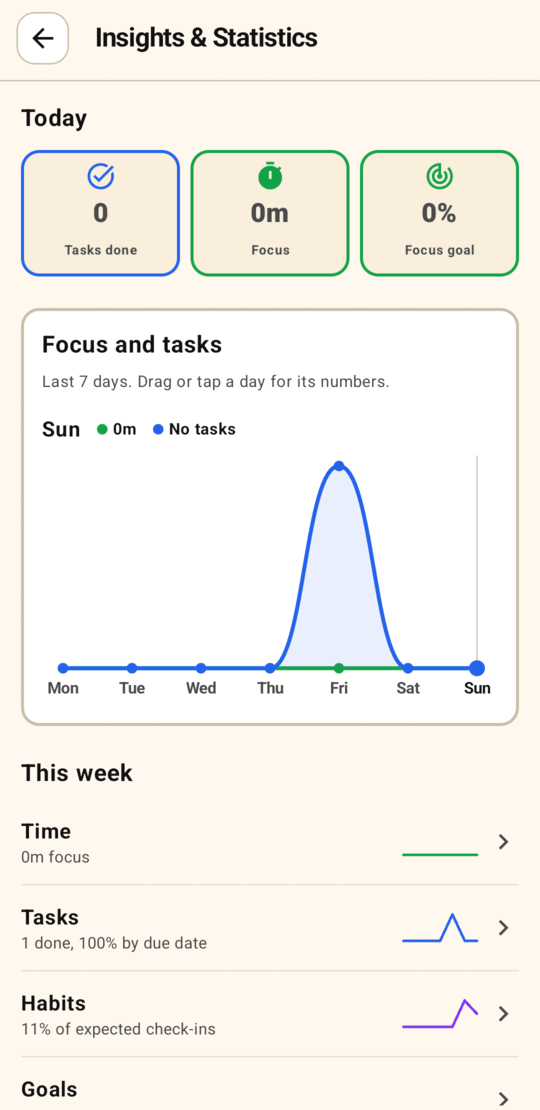 Insights & Statistics
Today
0
Tasks done
0m
Focus
0%
Focus goal
Focus and tasks
Last 7 days. Drag or tap a day for its numbers.
Sun 0m No tasks
Mon Tue Wed Thu Fri Sat Sun
This week
Time
0m focus
Tasks
1 done, 100% by due date
Habits
11% of expected check-ins
Goals